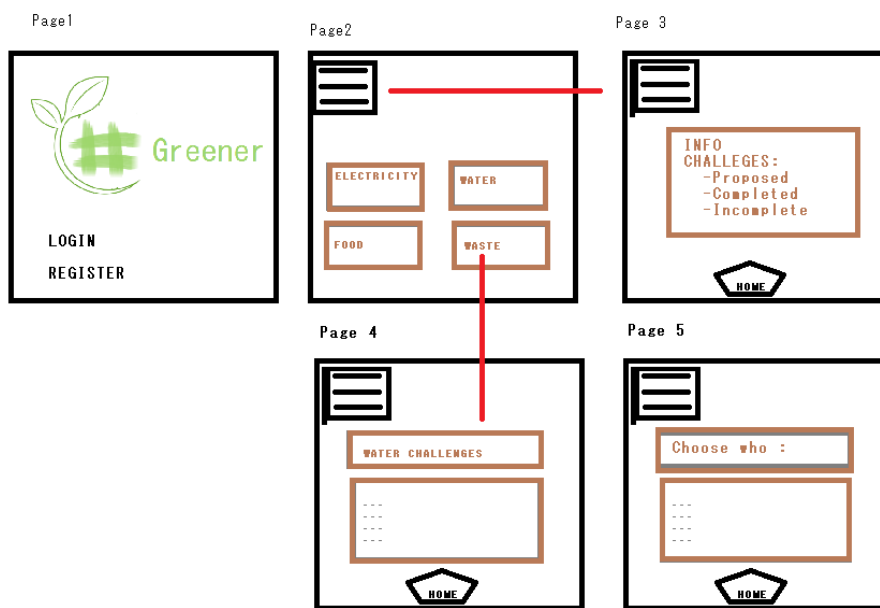 Page1
# Greener
LOGIN
REGISTER
Page2
ELECTRICITY
WATER
FOOD
WASTE
Page 3
INFO
CHALLEGES:
-Proposed
-Completed
-Incomplete
HOME
Page 4
WATER CHALLENGES
---
---
---
---
HOME
Page 5
Choose who :
---
---
---
---
HOME